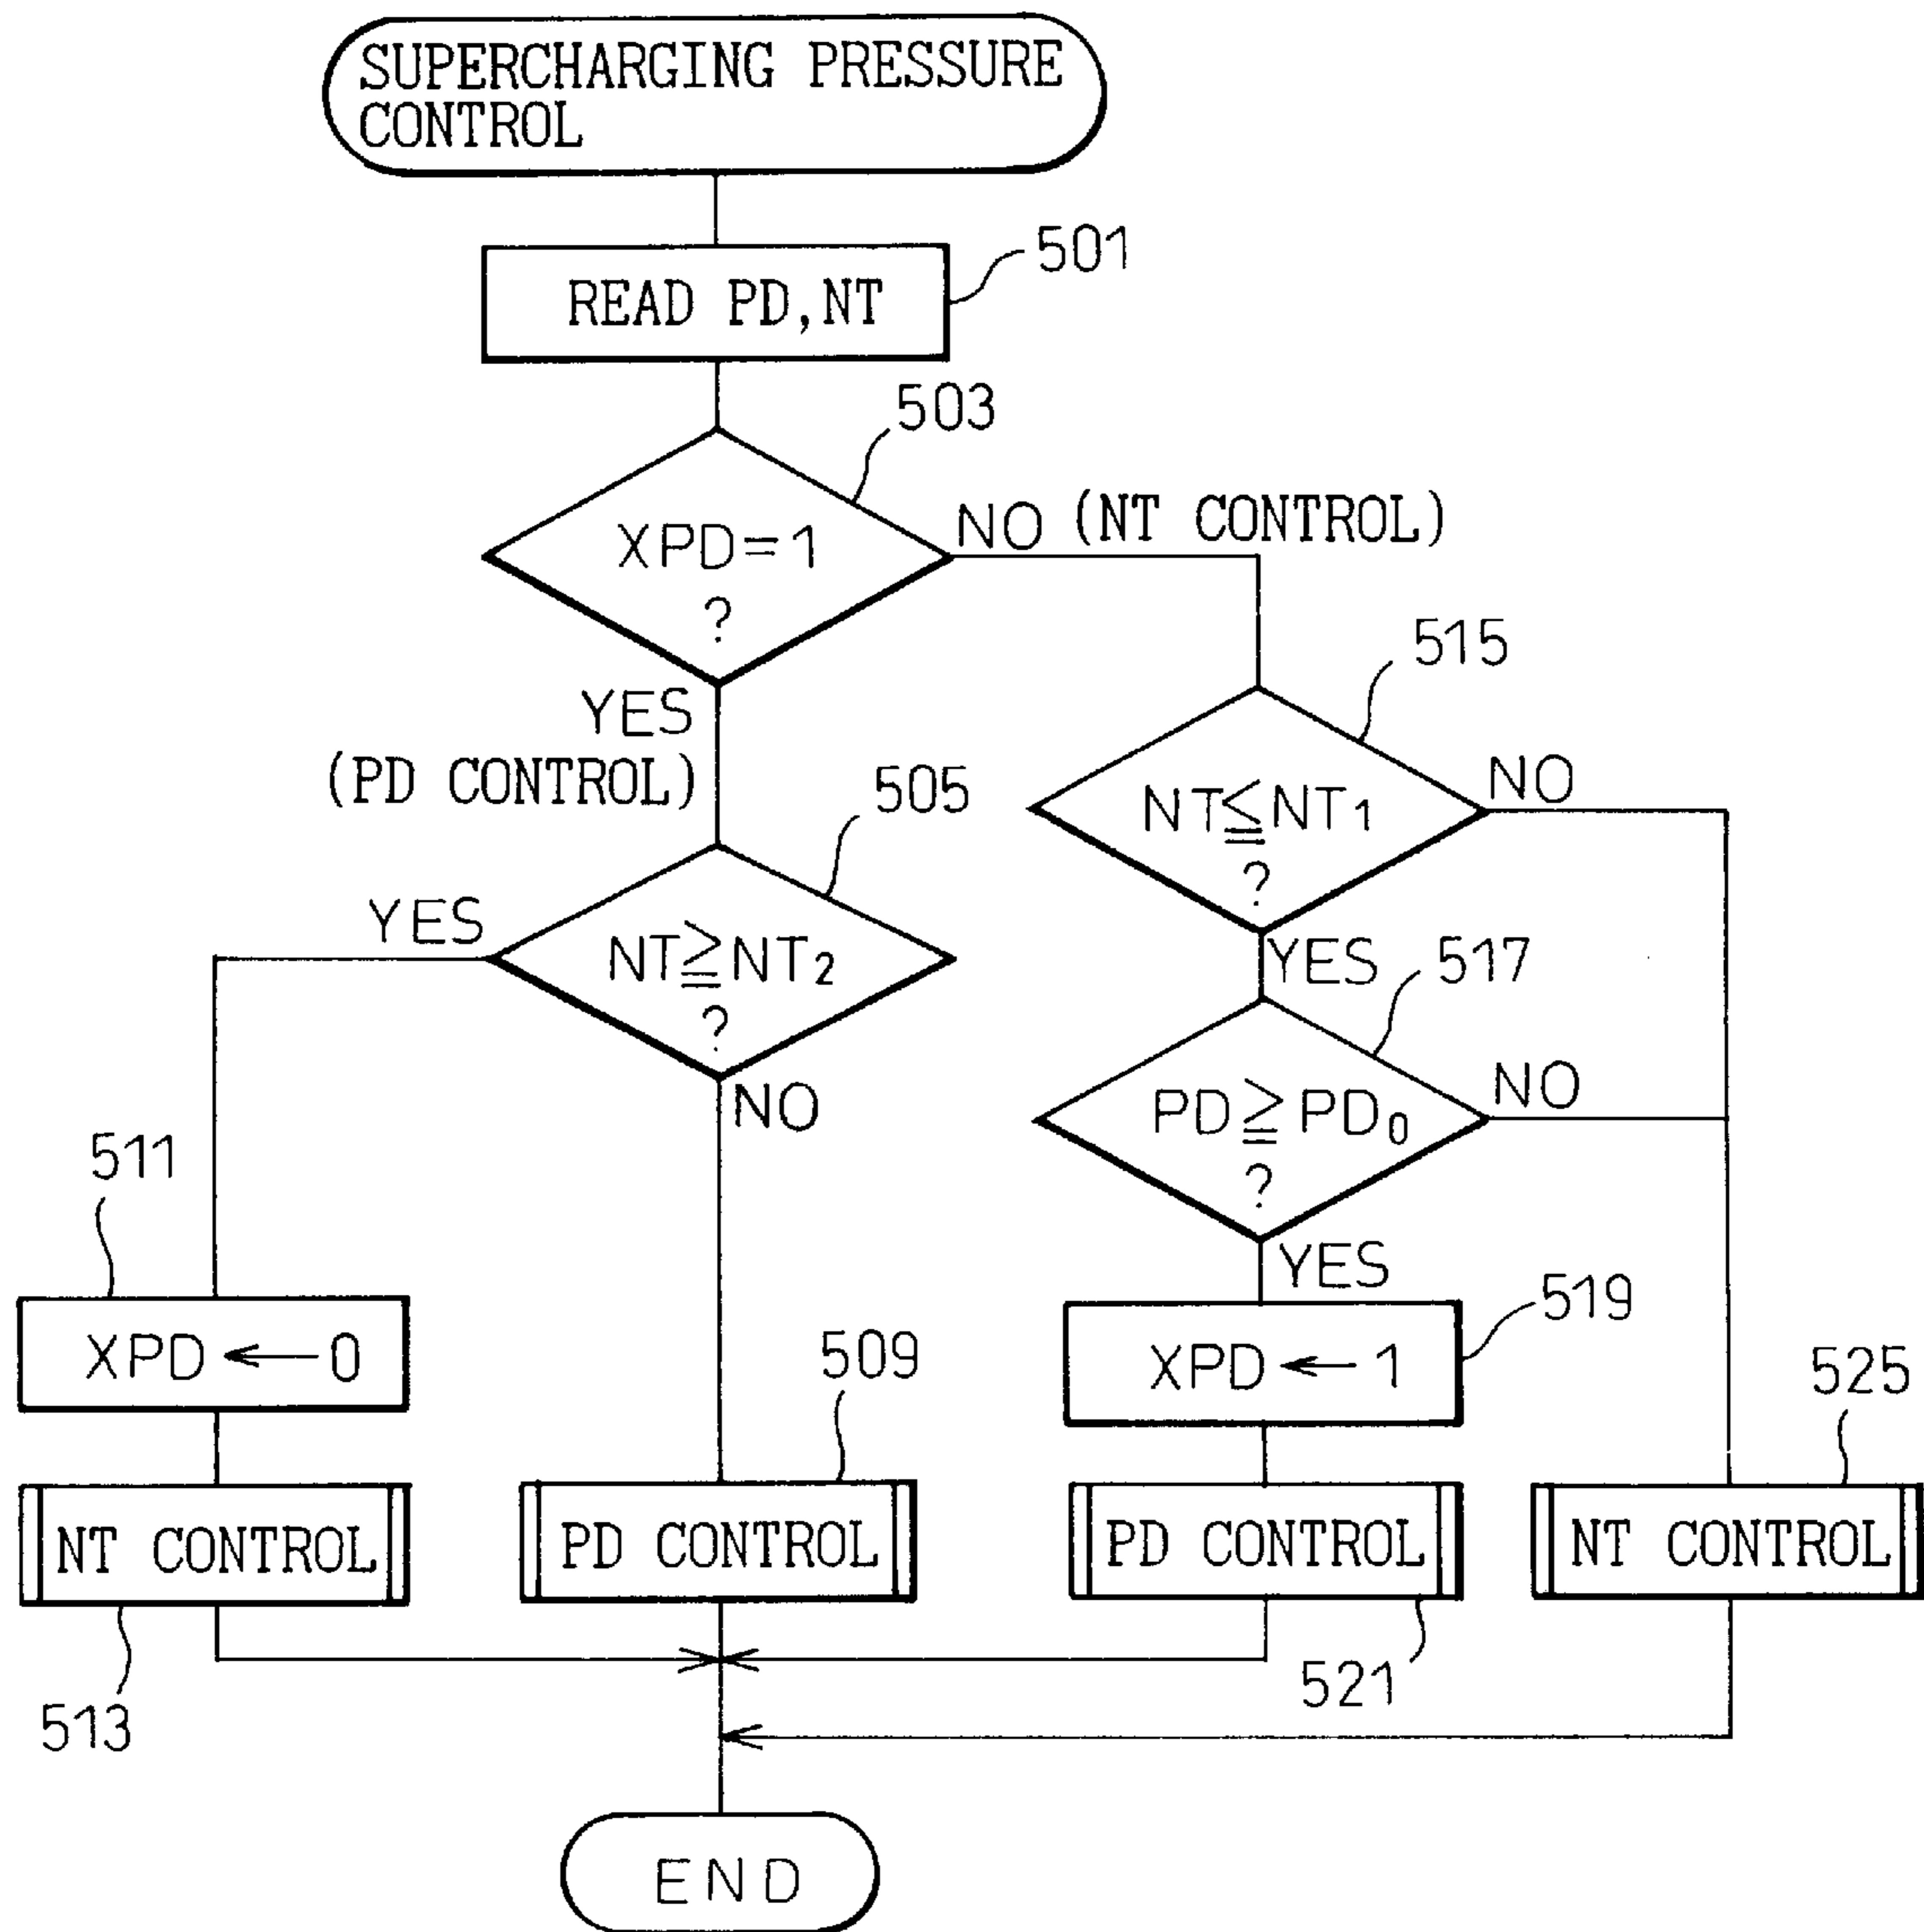 SUPERCHARGING PRESSURE
CONTROL
501
READ PD,NT
503
XPD=1
?
NO (NT CONTROL)
YES
(PD CONTROL)
515
NT≦NT1
?
NO
YES
505
YES
NT≧NT2
?
NO
517
PD≧PD0
?
NO
YES
511
XPD←0
509
519
XPD←1
525
NT CONTROL
PD CONTROL
PD CONTROL
NT CONTROL
513
521
END